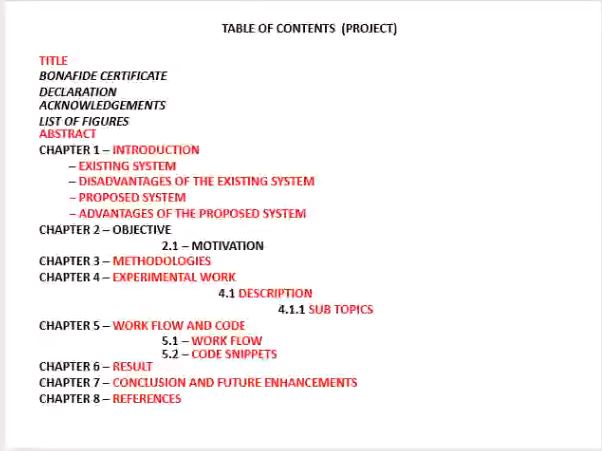 TABLE OF CONTENTS (PROJECT)
TITLE
BONAFIDE CERTIFICATE
DECLARATION
ACKNOWLEDGEMENTS
LIST OF FIGURES
ABSTRACT
CHAPTER 1 – INTRODUCTION
– EXISTING SYSTEM
– DISADVANTAGES OF THE EXISTING SYSTEM
– PROPOSED SYSTEM
– ADVANTAGES OF THE PROPOSED SYSTEM
CHAPTER 2 – OBJECTIVE
2.1 – MOTIVATION
CHAPTER 3 – METHODOLOGIES
CHAPTER 4 – EXPERIMENTAL WORK
4.1 DESCRIPTION
4.1.1 SUB TOPICS
CHAPTER 5 – WORK FLOW AND CODE
5.1 – WORK FLOW
5.2 – CODE SNIPPETS
CHAPTER 6 – RESULT
CHAPTER 7 – CONCLUSION AND FUTURE ENHANCEMENTS
CHAPTER 8 – REFERENCES